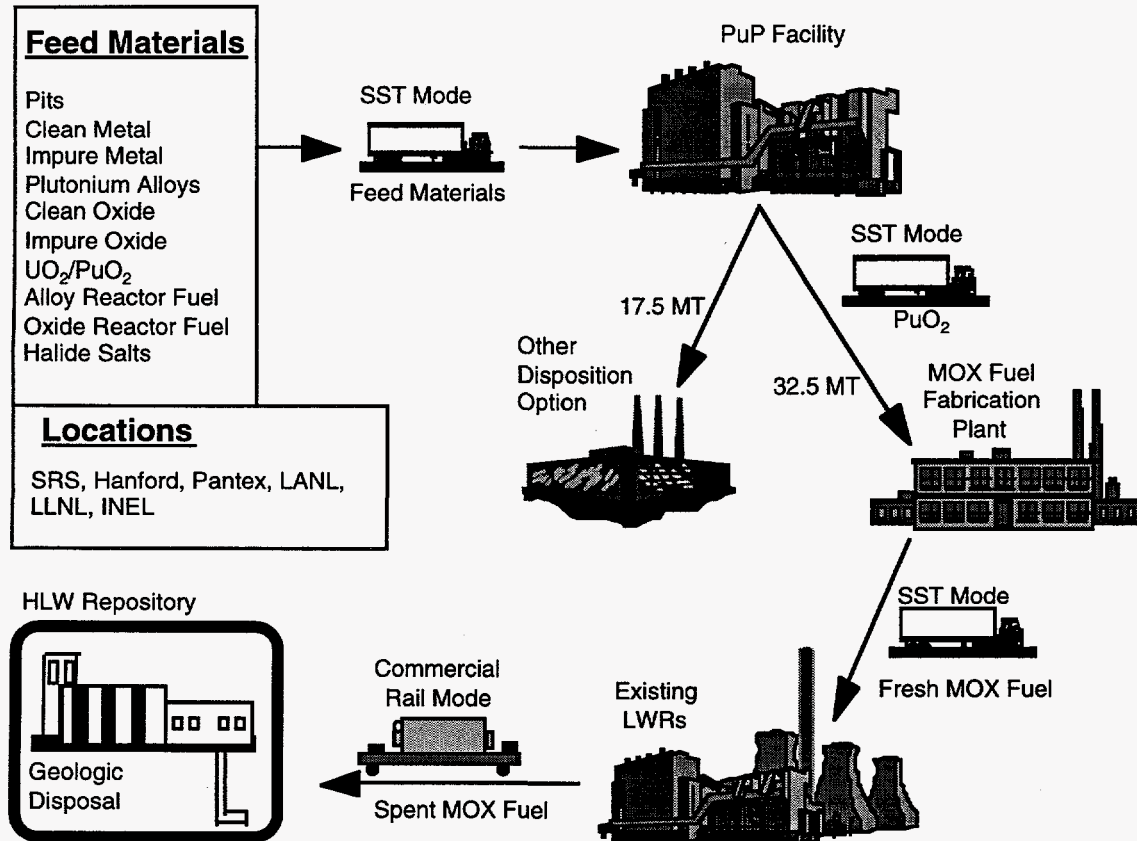 Feed Materials
Pits
Clean Metal
Impure Metal
Plutonium Alloys
Clean Oxide
Impure Oxide
UO₂/PuO₂
Alloy Reactor Fuel
Oxide Reactor Fuel
Halide Salts
Locations
SRS, Hanford, Pantex, LANL,
LLNL, INEL
SST Mode
Feed Materials
PuP Facility
SST Mode
PuO₂
17.5 MT
32.5 MT
Other
Disposition
Option
MOX Fuel
Fabrication
Plant
SST Mode
Fresh MOX Fuel
Existing
LWRs
Commercial
Rail Mode
Spent MOX Fuel
HLW Repository
Geologic
Disposal